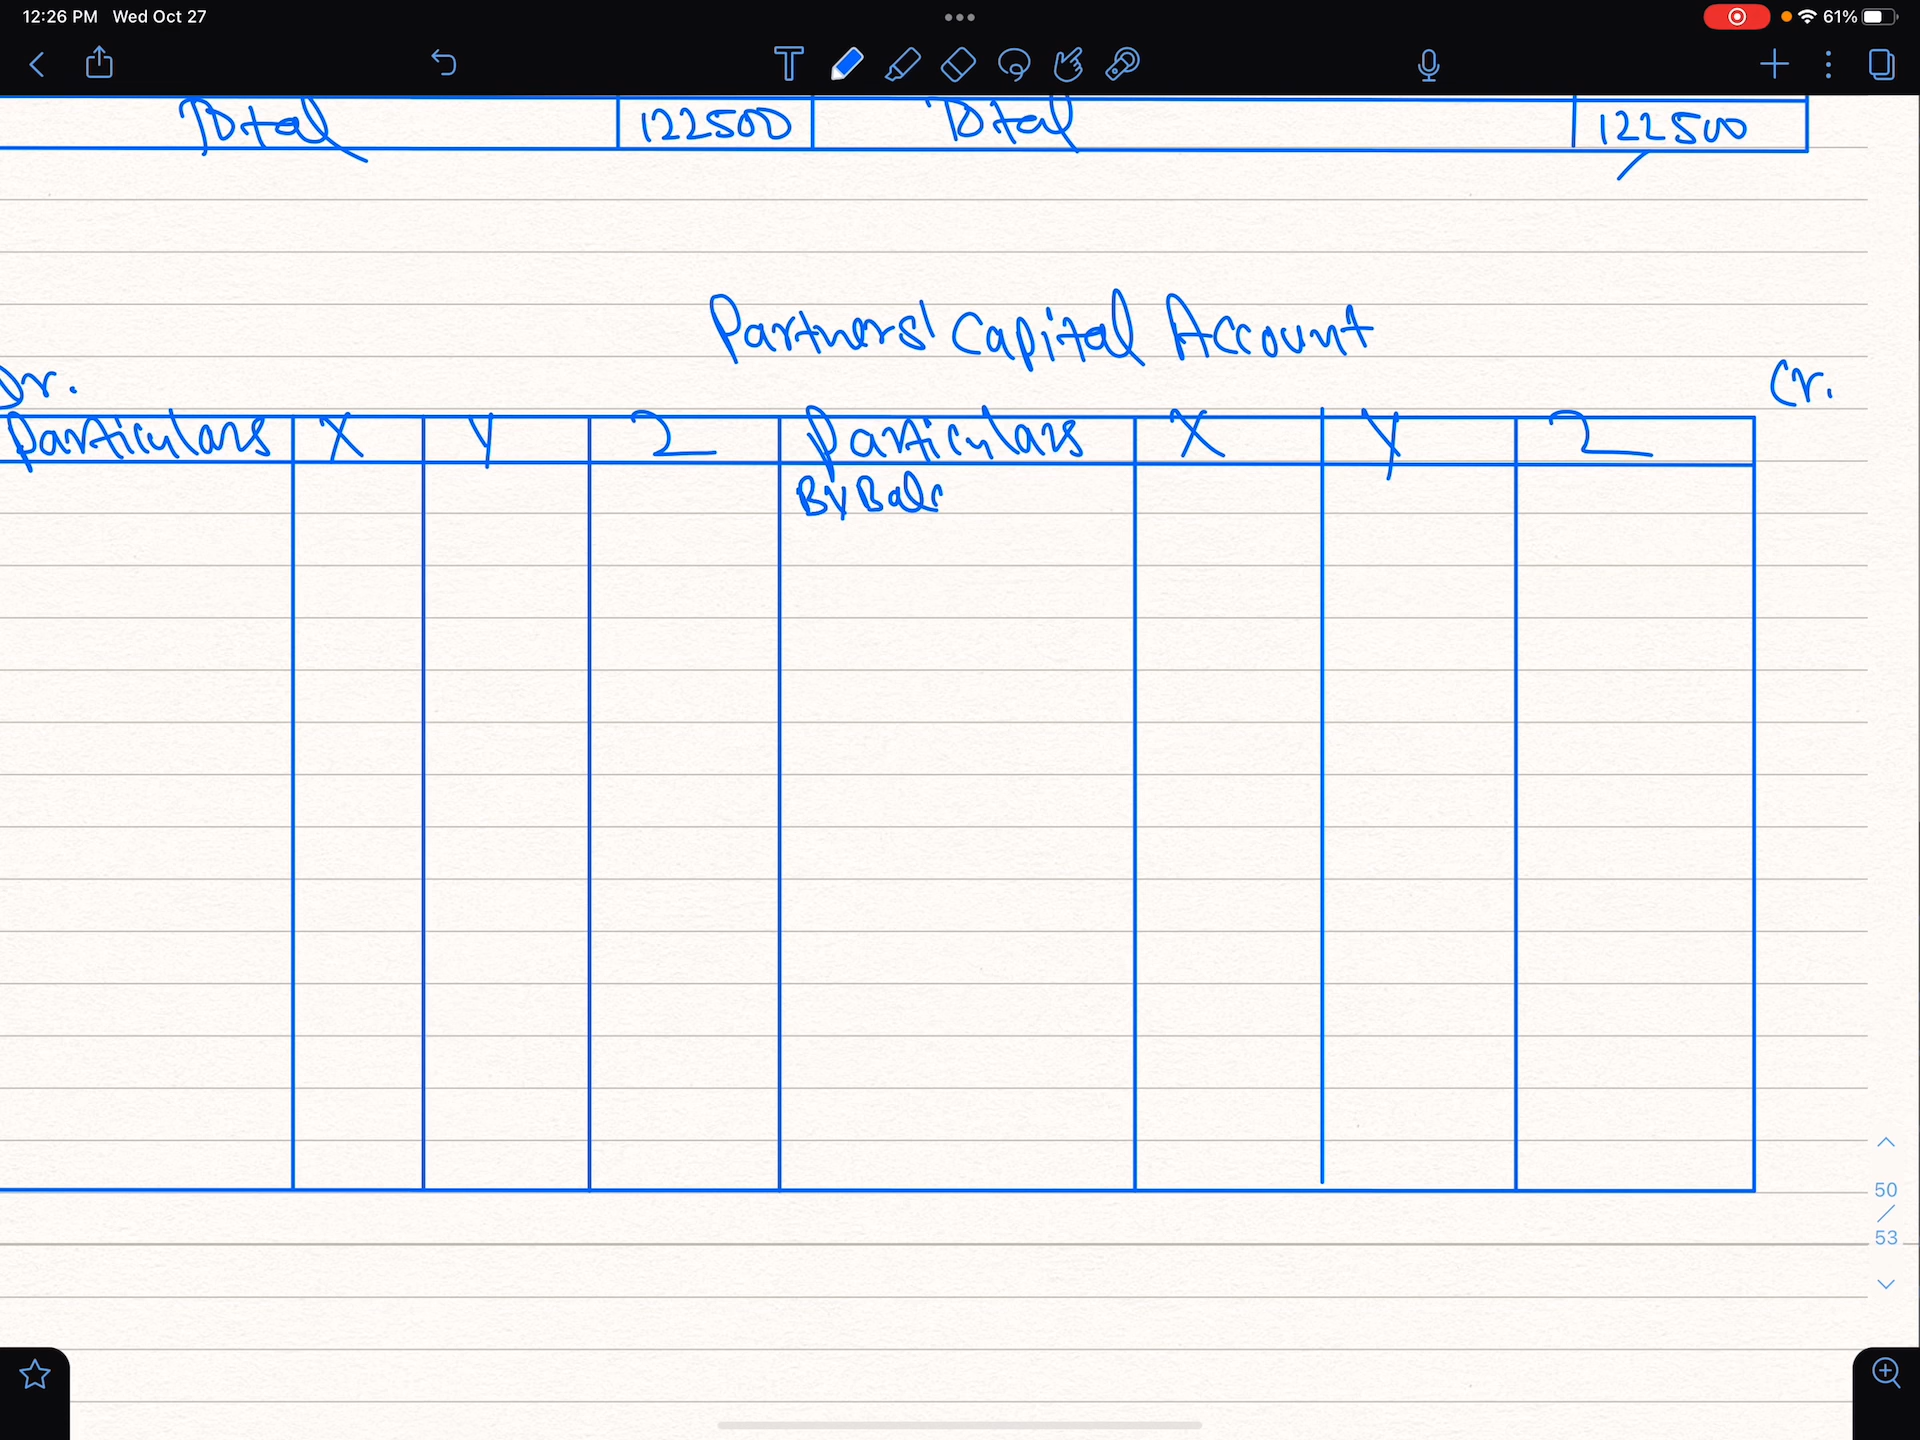 12:26 PM Wed Oct 27
61%
T
Total 122500 Total 122500
Partners' Capital Account
Dr. Cr.
Particulars X Y Z Particulars X Y Z
By Balc
50
/
53